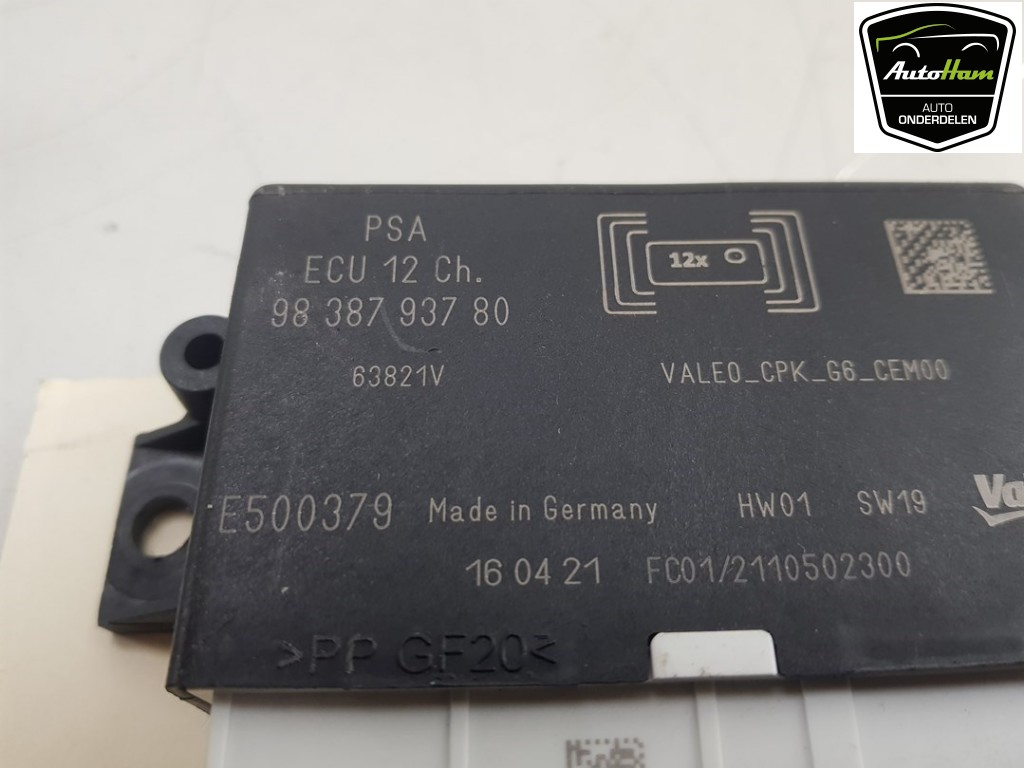 AutoHam
AUTO
ONDERDELEN
PSA
ECU 12 Ch.
98 387 937 80
63821V
12x
VALEO_CPK_G6_CEM00
E500379
Made in Germany
HW01 SW19
16 04 21
FC01/2110502300
>PP GF20<